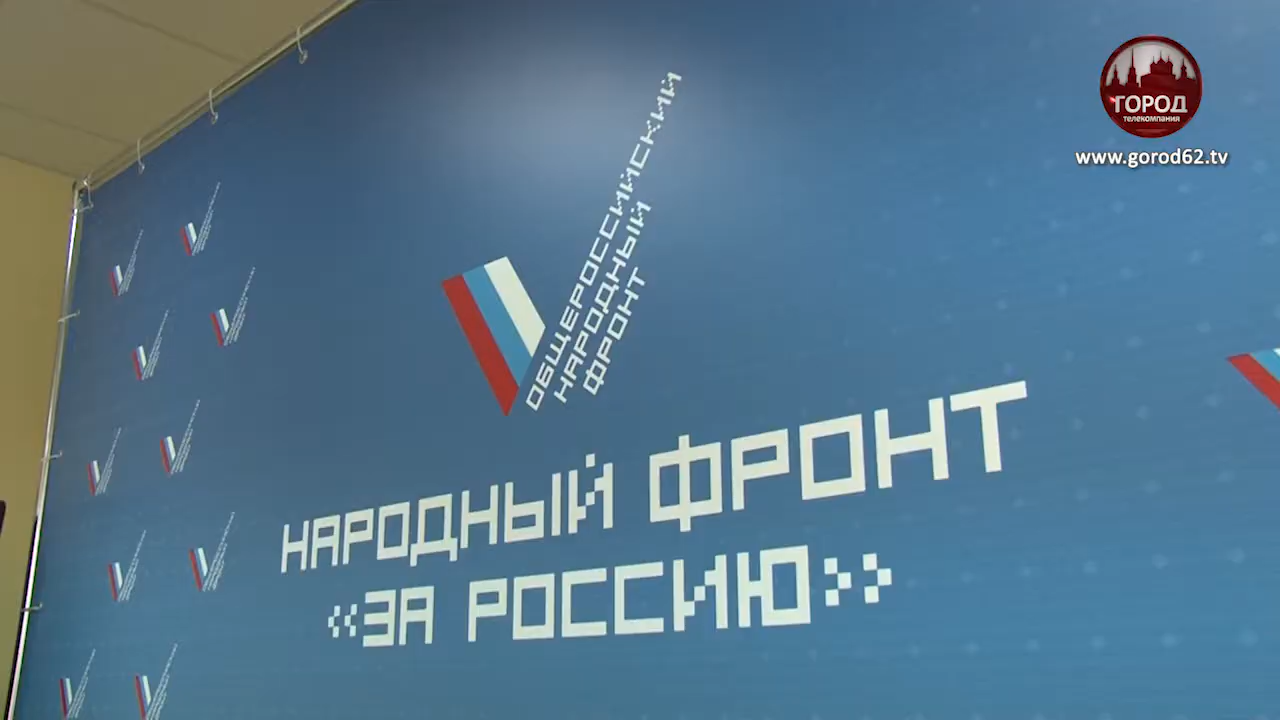 ГОРОД
телекомпания
www.gorod62.tv
ОБЩЕРОССИЙСКИЙ
НАРОДНЫЙ
ФРОНТ
НАРОДНЫЙ ФРОНТ
«ЗА РОССИЮ»